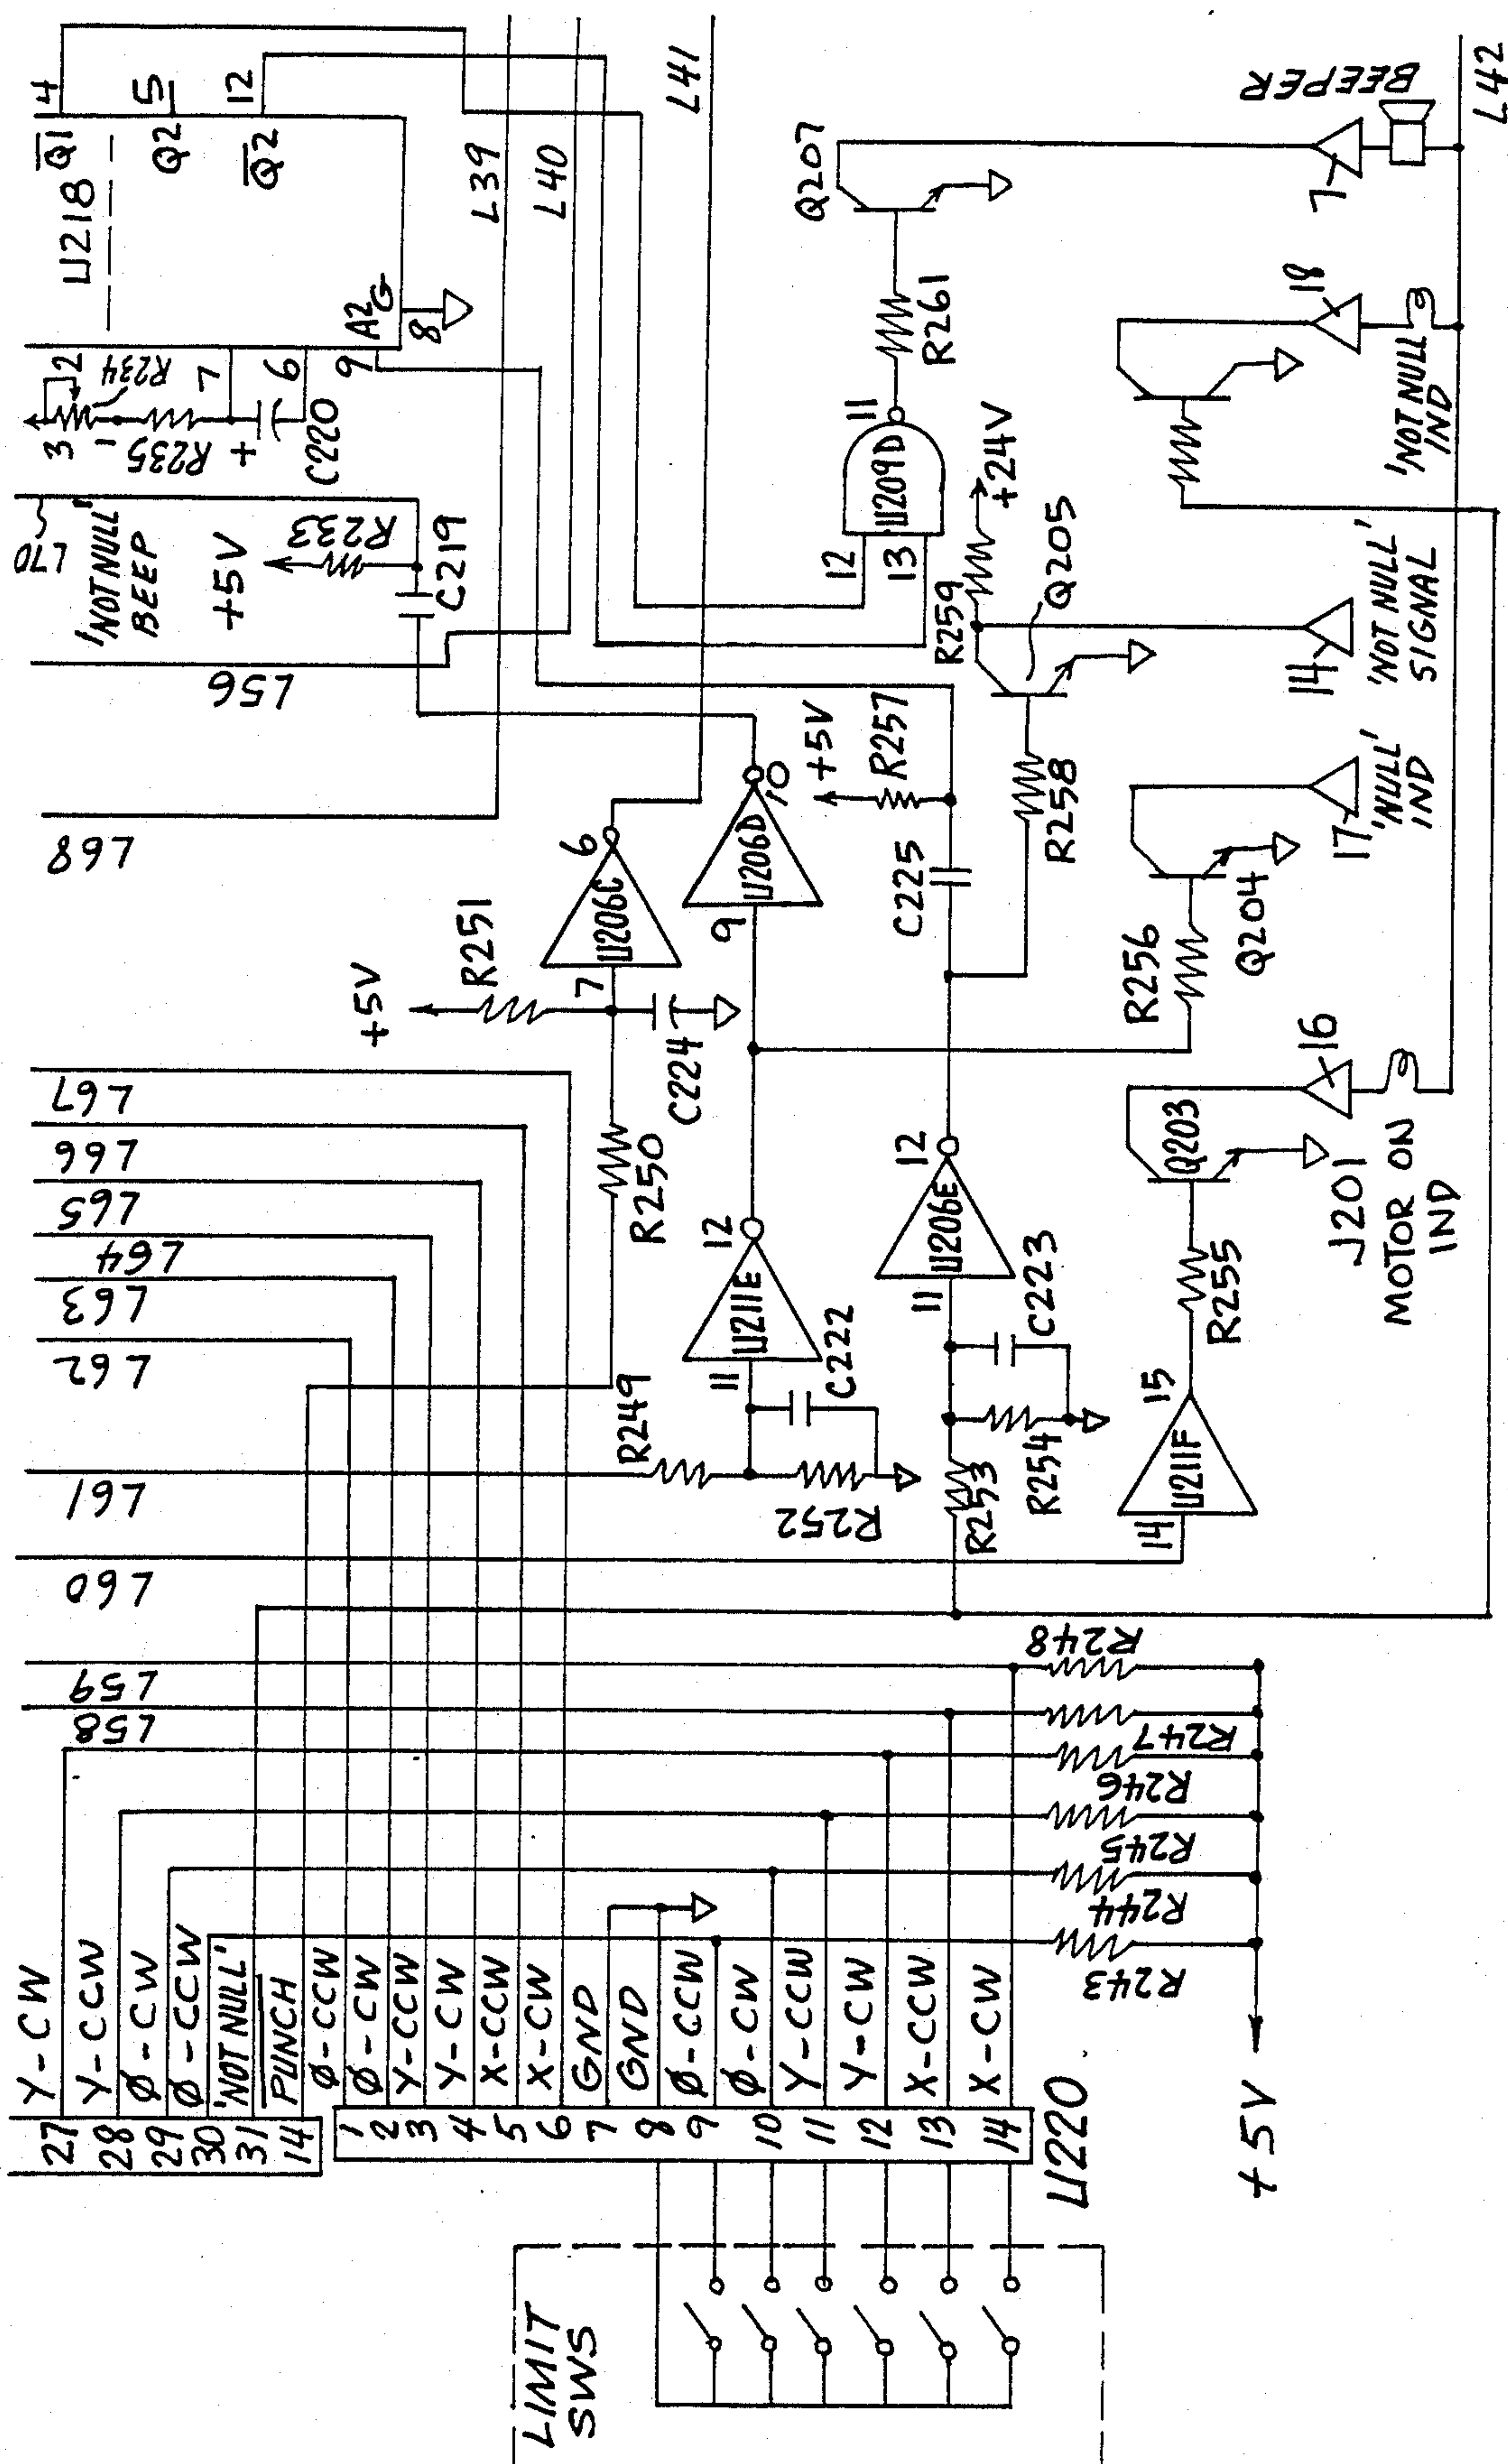 27 Y-CW
28 Y-CCW
29 Ø-CW
30 Ø-CCW
31 'NOT NULL'
14 PUNCH
1 Ø-CCW
2 Ø-CW
3 Y-CCW
4 Y-CW
5 X-CCW
6 X-CW
7 GND
8 GND
9 Ø-CCW
10 Ø-CW
11 Y-CCW
12 Y-CW
13 X-CCW
14 X-CW
U220
LIMIT
SWS
+5V
R243
R244
R245
R246
R247
R248
L58
L59
L60
L61
L62
L63
L64
L65
L66
L67
L68
L56
L70
'NOT NULL'
BEEP
+5V
R233
C219
3
2
1
R234
R235
+
C220
7
6
9
A2
G
8
U218
Q1
4
Q2
5
Q2
12
L39
L40
L41
+5V
R251
R250
C224
7
U206C
6
R249
R252
C222
11
U211E
12
9
U206D
10
R253
R254
C223
11
U206E
12
C225
+5V
R257
R258
R259
+24V
Q205
12
13
U209D
11
R261
Q207
7
BEEPER
L42
14
U211F
15
R255
Q203
16
J201
MOTOR ON
IND
R256
Q204
17
'NULL'
IND
14
'NOT NULL'
SIGNAL
18
'NOT NULL'
IND